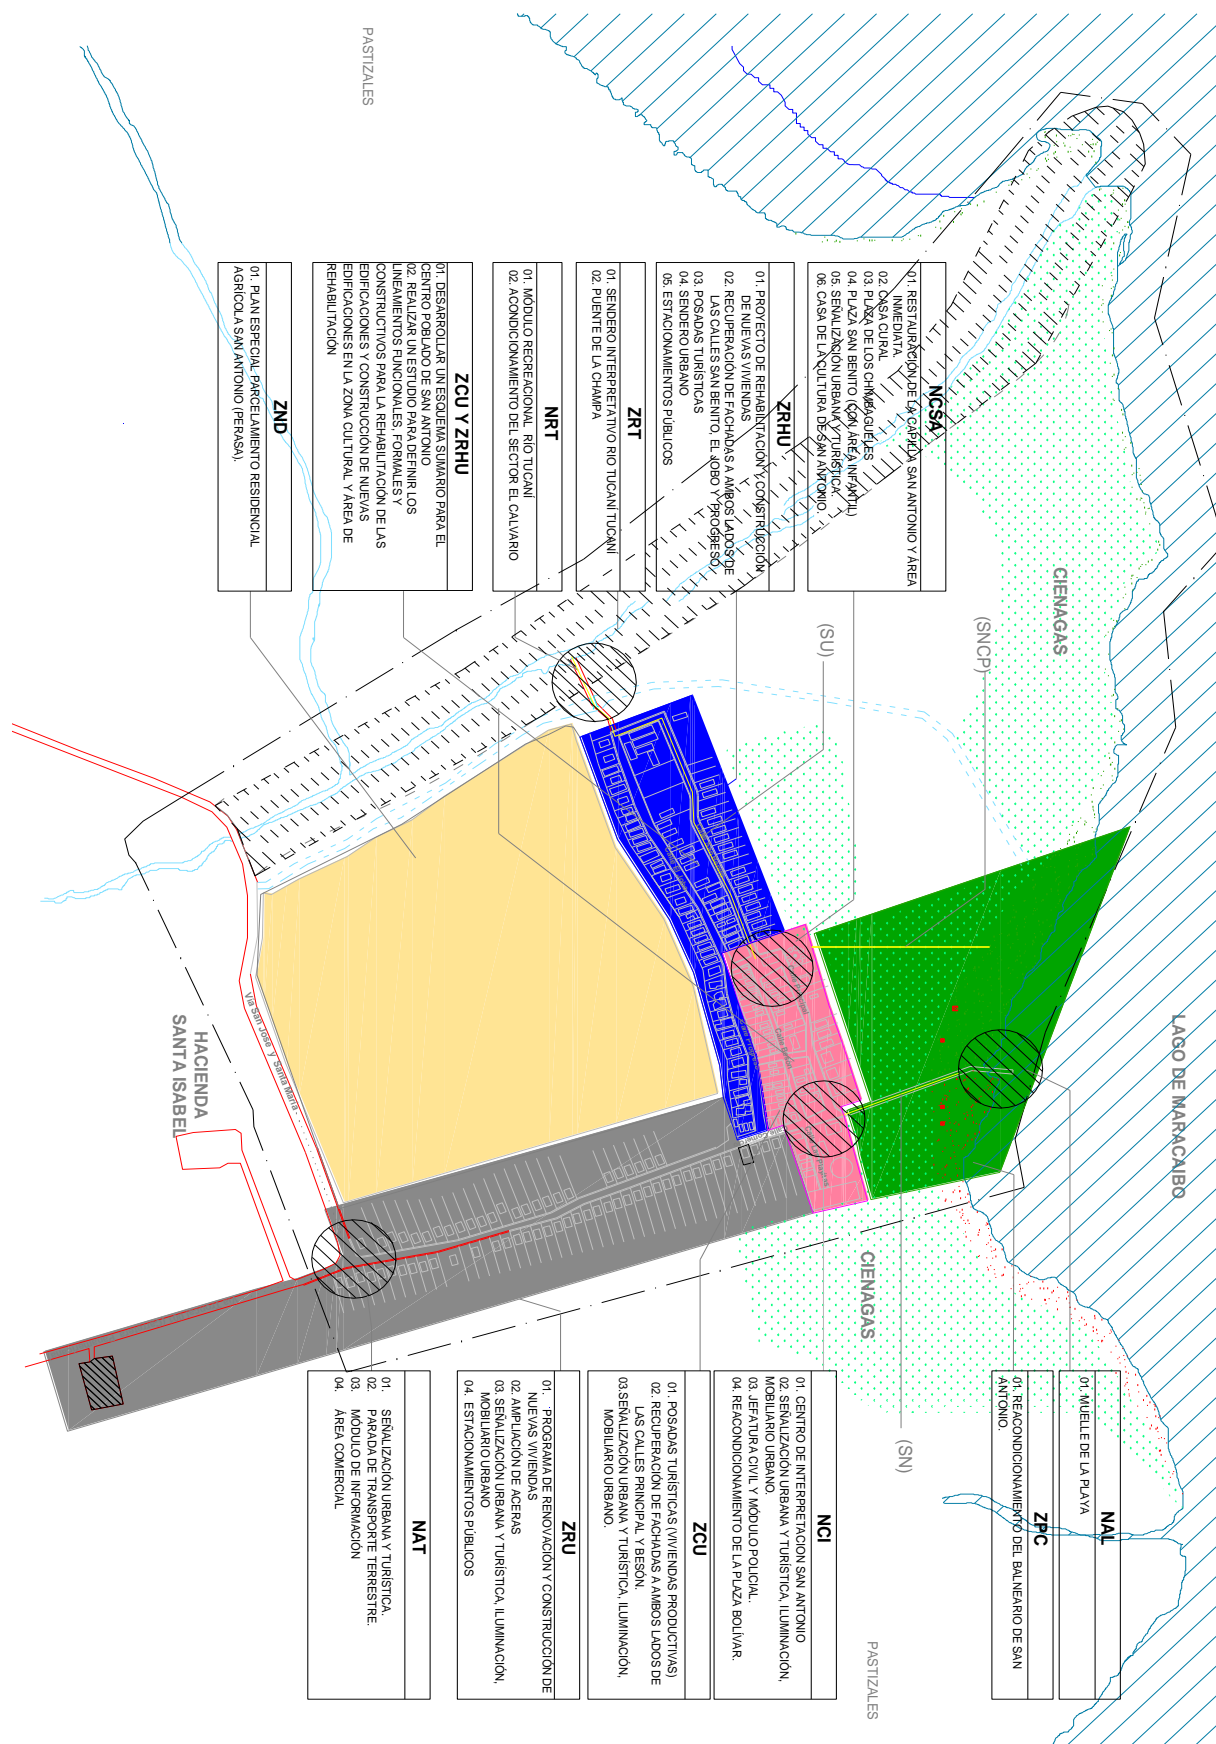 PASTIZALES
NCSA
01. RESTAURACIÓN DE LA CAPILLA SAN ANTONIO Y ÁREA
INMEDIATA.
02. CASA CURAL
03. PLAZA DE LOS CHIMBAGUELES
04. PLAZA SAN BENITO (CON ÁREA INFANTIL)
05. SEÑALIZACIÓN URBANA Y TURÍSTICA.
06. CASA DE LA CULTURA DE SAN ANTONIO.
ZRHU
01. PROYECTO DE REHABILITACIÓN Y CONSTRUCCIÓN
DE NUEVAS VIVIENDAS
02. RECUPERACIÓN DE FACHADAS A AMBOS LADOS DE
LAS CALLES SAN BENITO, EL JOBO Y PROGRESO.
03. POSADAS TURÍSTICAS
04. SENDERO URBANO
05. ESTACIONAMIENTOS PÚBLICOS
ZRT
01. SENDERO INTERPRETATIVO RIO TUCANÍ TUCANÍ
02. PUENTE DE LA CHAMPA
NRT
01. MÓDULO RECREACIONAL RÍO TUCANÍ
02. ACONDICIONAMIENTO DEL SECTOR EL CALVARIO
ZCU Y ZRHU
01. DESARROLLAR UN ESQUEMA SUMARIO PARA EL
CENTRO POBLADO DE SAN ANTONIO
02. REALIZAR UN ESTUDIO PARA DEFINIR LOS
LINEAMIENTOS FUNCIONALES, FORMALES Y
CONSTRUCTIVOS PARA LA REHABILITACIÓN DE LAS
EDIFICACIONES Y CONSTRUCCIÓN DE NUEVAS
EDIFICACIONES EN LA ZONA CULTURAL Y ÁREA DE
REHABILITACIÓN
ZND
01. PLAN ESPECIAL PARCELAMIENTO RESIDENCIAL
AGRÍCOLA SAN ANTONIO (PERASA).
CIENAGAS
(SNCP)
(SU)
LAGO DE MARACAIBO
HACIENDA
SANTA ISABEL
Vía San José y Santa María
CIENAGAS
(SN)
NAL
01. MUELLE DE LA PLAYA
ZPC
01. REACONDICIONAMIENTO DEL BALNEARIO DE SAN
ANTONIO.
NCI
01. CENTRO DE INTERPRETACION SAN ANTONIO
02. SEÑALIZACIÓN URBANA Y TURÍSTICA, ILUMINACIÓN,
MOBILIARIO URBANO.
03. JEFATURA CIVIL Y MÓDULO POLICIAL.
04. REACONDICIONAMIENTO DE LA PLAZA BOLÍVAR.
ZCU
01. POSADAS TURÍSTICAS (VIVIENDAS PRODUCTIVAS)
02. RECUPERACIÓN DE FACHADAS A AMBOS LADOS DE
LAS CALLES PRINCIPAL Y BESÓN.
03.SEÑALIZACIÓN URBANA Y TURÍSTICA, ILUMINACIÓN,
MOBILIARIO URBANO.
ZRU
01. PROGRAMA DE RENOVACIÓN Y CONSTRUCCIÓN DE
NUEVAS VIVIENDAS
02. AMPLIACIÓN DE ACERAS
03. SEÑALIZACIÓN URBANA Y TURÍSTICA, ILUMINACIÓN,
MOBILIARIO URBANO
04. ESTACIONAMIENTOS PÚBLICOS
NAT
01. SEÑALIZACIÓN URBANA Y TURÍSTICA.
02. PARADA DE TRANSPORTE TERRESTRE.
03. MÓDULO DE INFORMACIÓN
04. ÁREA COMERCIAL
PASTIZALES